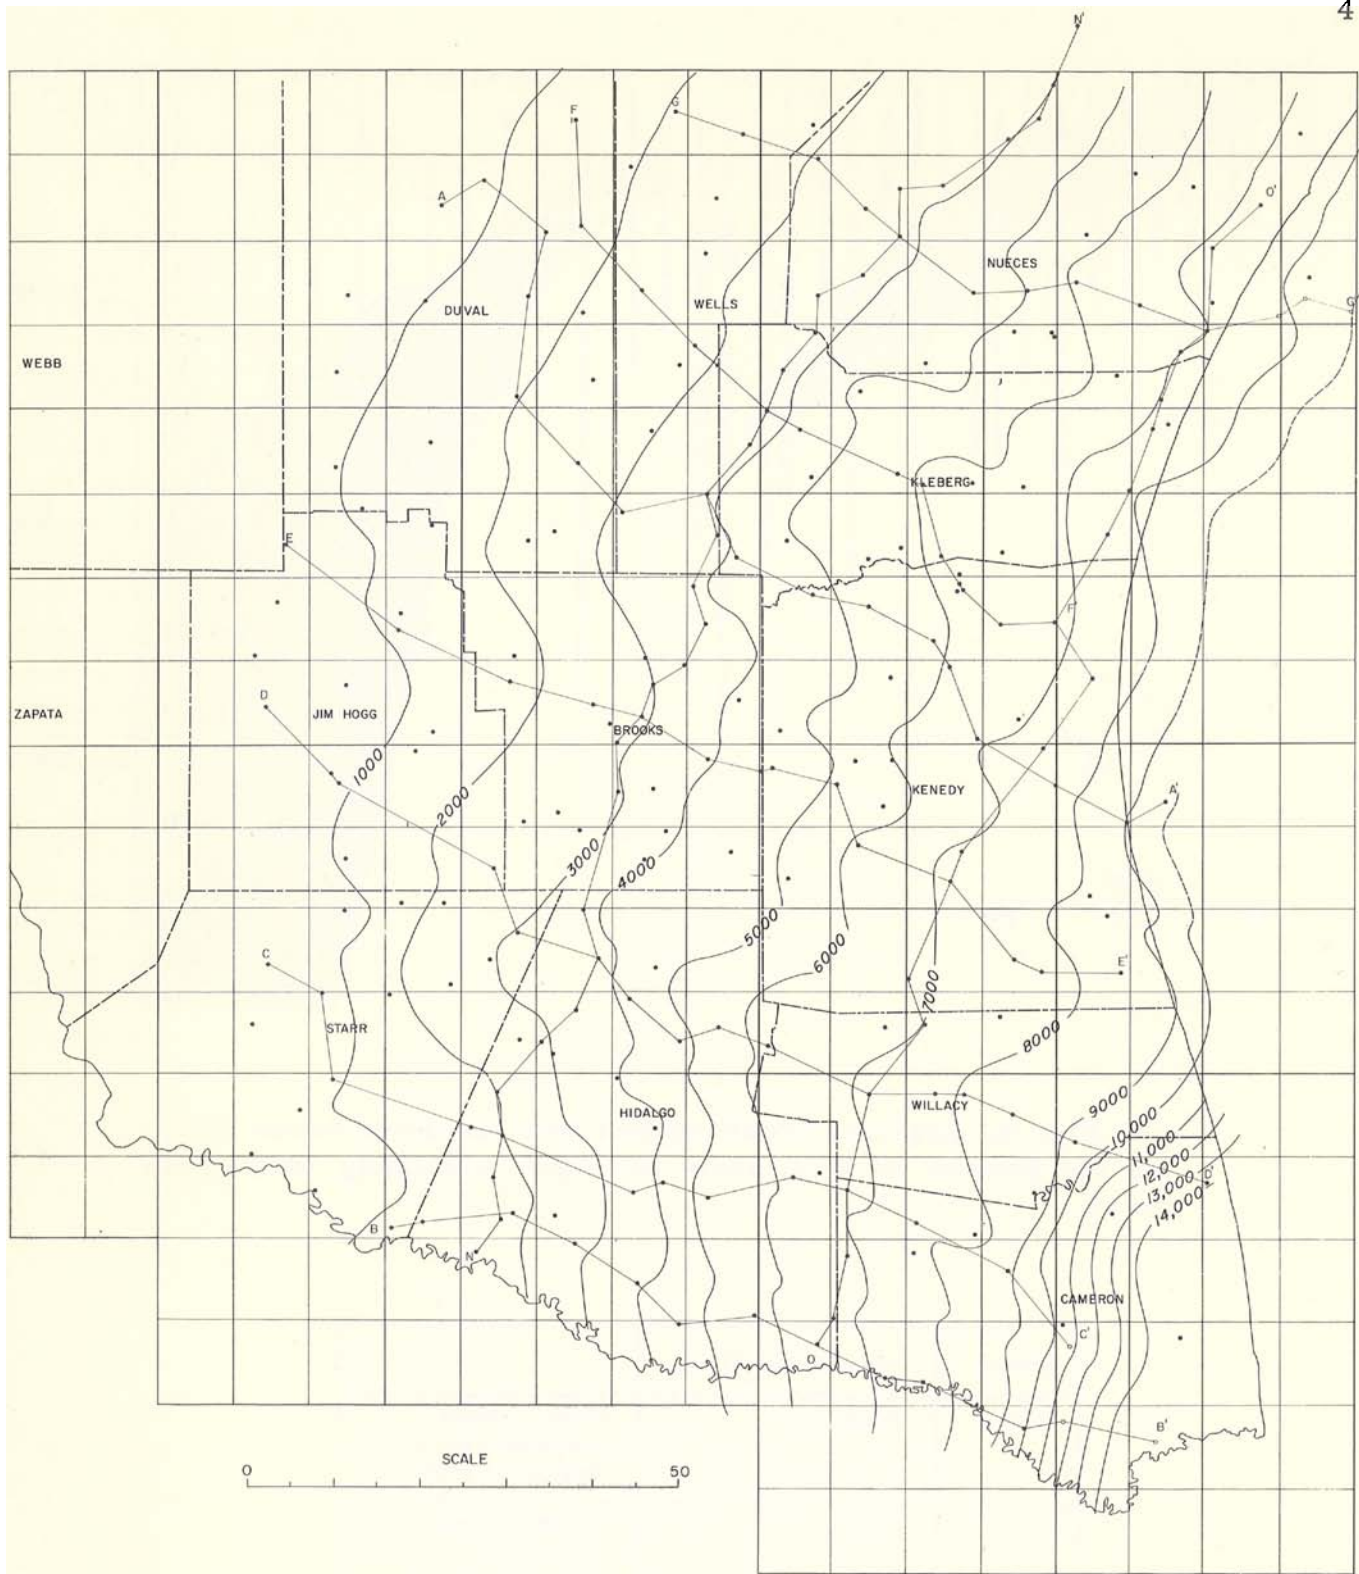 4
N'
F
G
A
O'
NUECES
G'
WELLS
DUVAL
WEBB
KLEBERG
E
F'
D
ZAPATA
JIM HOGG
BROOKS
1000
KENEDY
A'
2000
3000
4000
5000
6000
C
E'
7000
STARR
8000
9000
WILLACY
HIDALGO
10,000
11,000
12,000
D'
13,000
14,000
B
N
CAMERON
C'
O
B'
SCALE
0 50